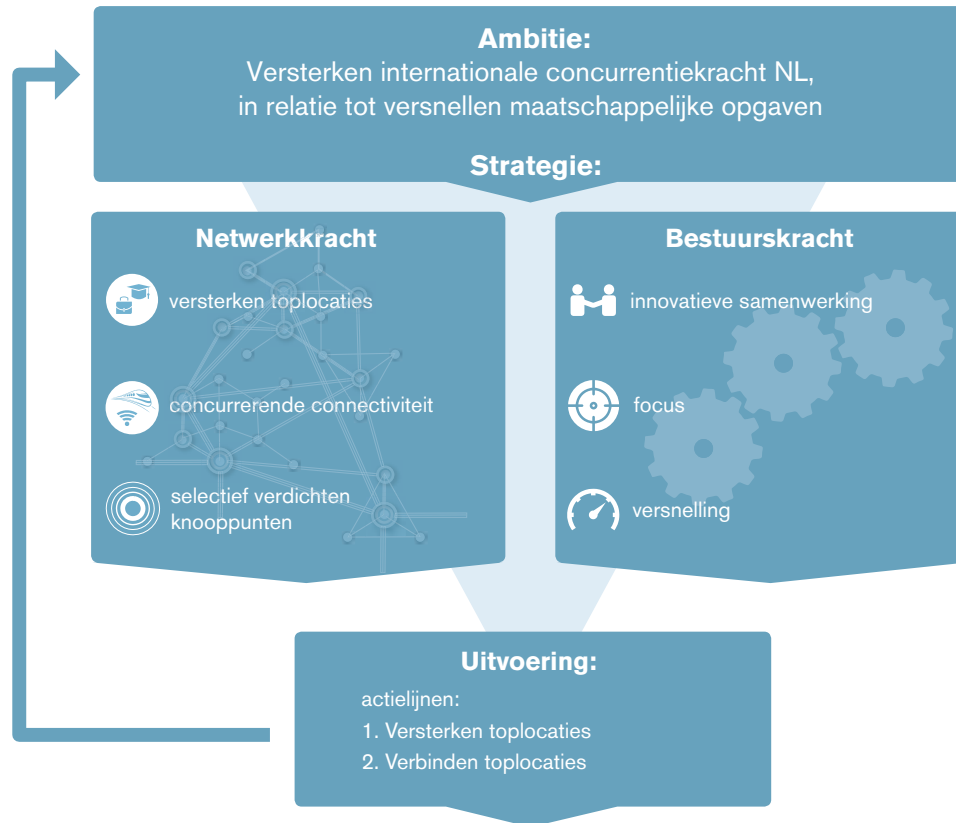 Ambitie:
Versterken internationale concurrentiekracht NL,
in relatie tot versnellen maatschappelijke opgaven
Strategie:
Netwerkkracht
versterken toplocaties
concurrerende connectiviteit
selectief verdichten
knooppunten
Bestuurskracht
innovatieve samenwerking
focus
versnelling
Uitvoering:
actielijnen:
1. Versterken toplocaties
2. Verbinden toplocaties